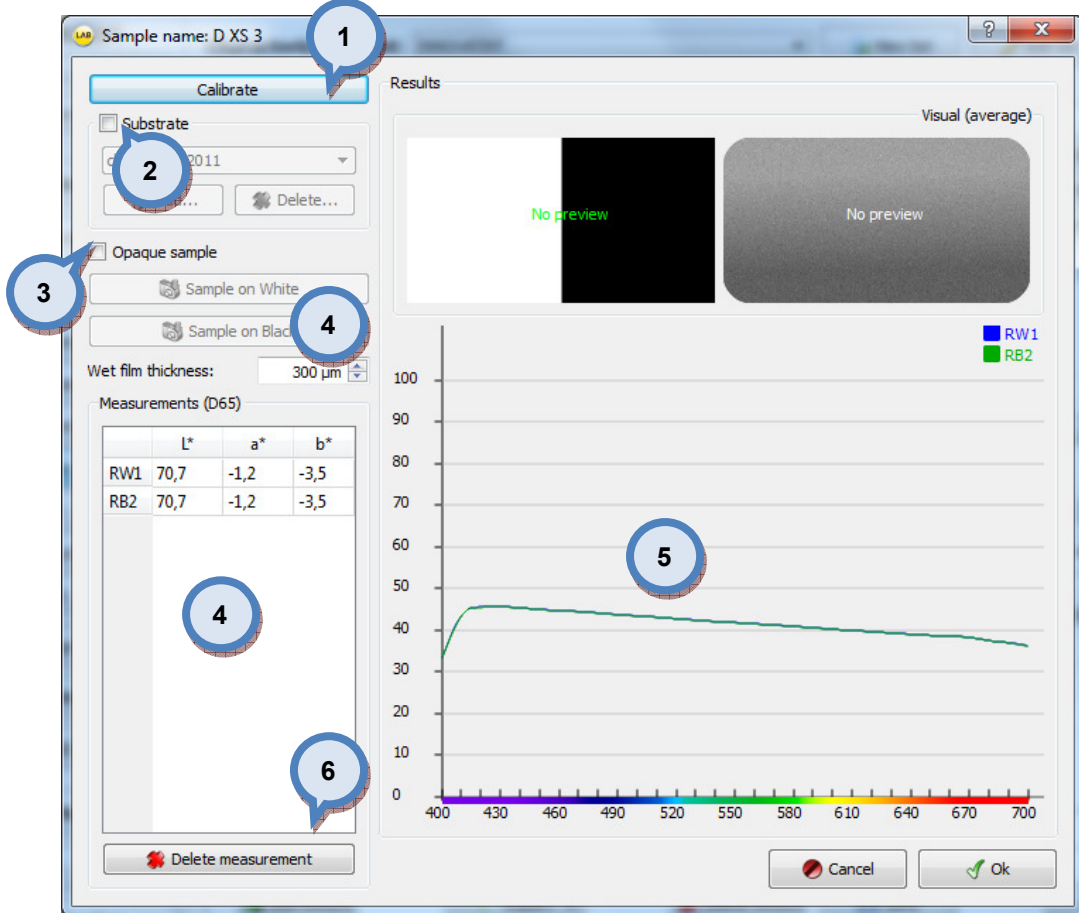 LAB Sample name: D XS 3
1
Calibrate
Substrate
2
2011
Delete...
3
Opaque sample
Sample on White
Sample on Blac
4
Wet film thickness:
300 µm
Measurements (D65)
L* a* b*
RW1 70,7 -1,2 -3,5
RB2 70,7 -1,2 -3,5
4
6
Delete measurement
Results
Visual (average)
No preview
No preview
RW1
RB2
100
90
80
70
60
50
40
30
20
10
0
5
400 430 460 490 520 550 580 610 640 670 700
Cancel
Ok